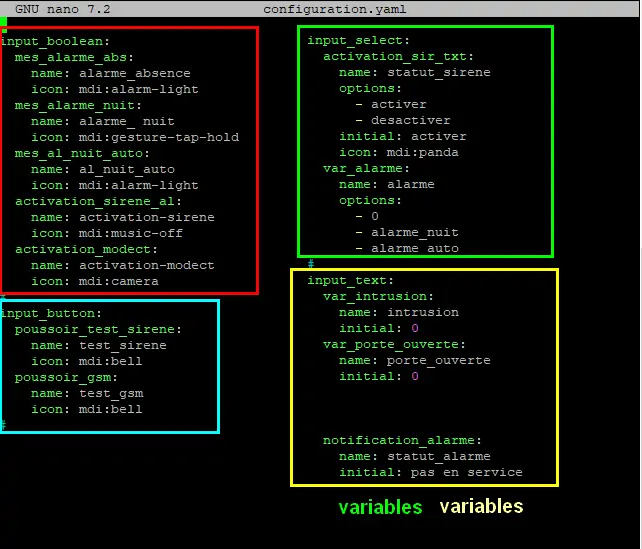 GNU nano 7.2 configuration.yaml
input_boolean:
mes_alarme_abs:
name: alarme_absence
icon: mdi:alarm-light
mes_alarme_nuit:
name: alarme_ nuit
icon: mdi:gesture-tap-hold
mes_al_nuit_auto:
name: al_nuit_auto
icon: mdi:alarm-light
activation_sirene_al:
name: activation-sirene
icon: mdi:music-off
activation_modect:
name: activation-modect
icon: mdi:camera
#
input_button:
poussoir_test_sirene:
name: test_sirene
icon: mdi:bell
poussoir_gsm:
name: test_gsm
icon: mdi:bell
#
input_select:
activation_sir_txt:
name: statut_sirene
options:
- activer
- desactiver
initial: activer
icon: mdi:panda
var_alarme:
name: alarme
options:
- 0
- alarme_nuit
- alarme auto
#
input_text:
var_intrusion:
name: intrusion
initial: 0
var_porte_ouverte:
name: porte_ouverte
initial: 0
notification_alarme:
name: statut_alarme
initial: pas en service
variables variables